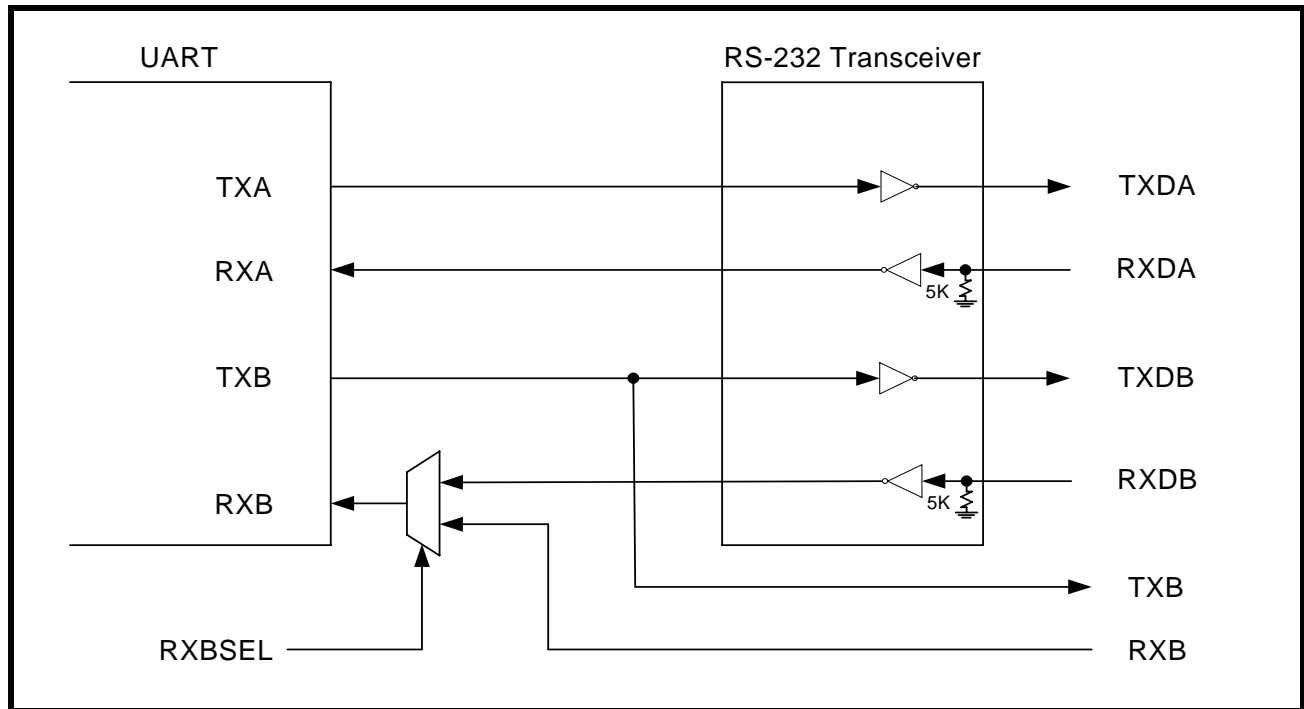 UART
RS-232 Transceiver
TXA
TXDA
RXA
RXDA
5K
TXB
TXDB
RXB
RXDB
5K
TXB
RXBSEL
RXB